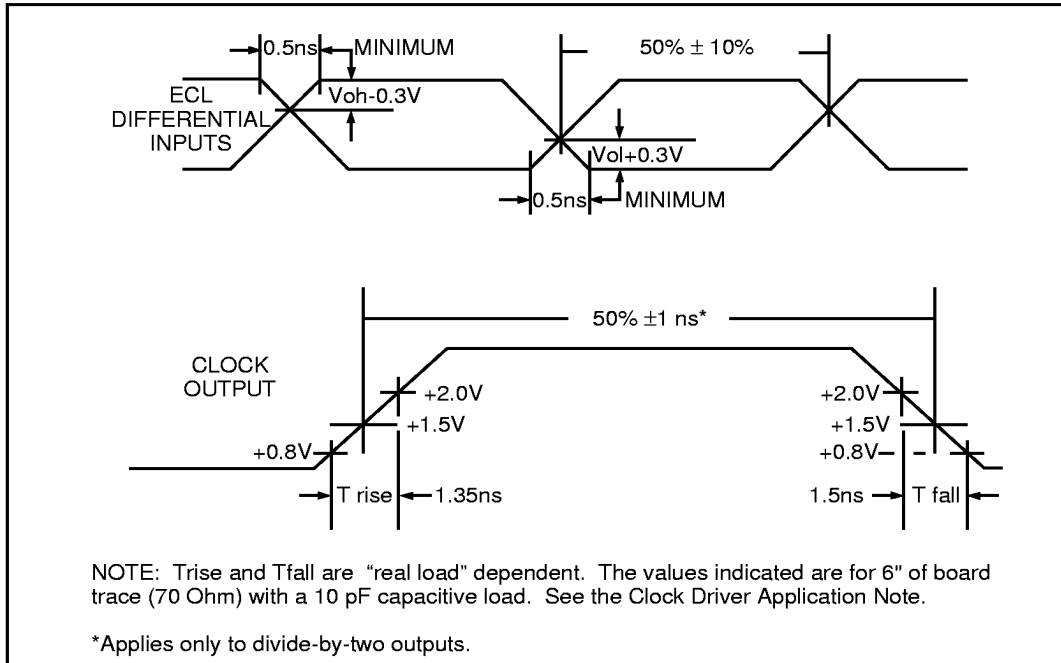 0.5ns MINIMUM 50% ± 10%
Voh-0.3V
ECL
DIFFERENTIAL
INPUTS
Vol+0.3V
0.5ns MINIMUM
50% ±1 ns*
CLOCK
OUTPUT
+2.0V +2.0V
+1.5V +1.5V
+0.8V +0.8V
T rise 1.35ns 1.5ns T fall
NOTE: Trise and Tfall are “real load” dependent. The values indicated are for 6" of board
trace (70 Ohm) with a 10 pF capacitive load. See the Clock Driver Application Note.
*Applies only to divide-by-two outputs.